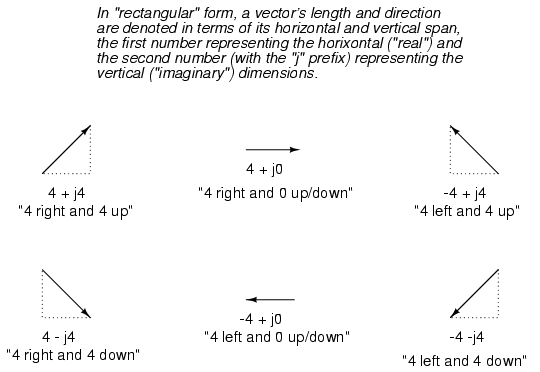 In "rectangular" form, a vector's length and direction
are denoted in terms of its horizontal and vertical span,
the first number representing the horixontal ("real") and
the second number (with the "j" prefix) representing the
vertical ("imaginary") dimensions.
4 + j4
"4 right and 4 up"
4 + j0
"4 right and 0 up/down"
-4 + j4
"4 left and 4 up"
4 - j4
"4 right and 4 down"
-4 + j0
"4 left and 0 up/down"
-4 -j4
"4 left and 4 down"